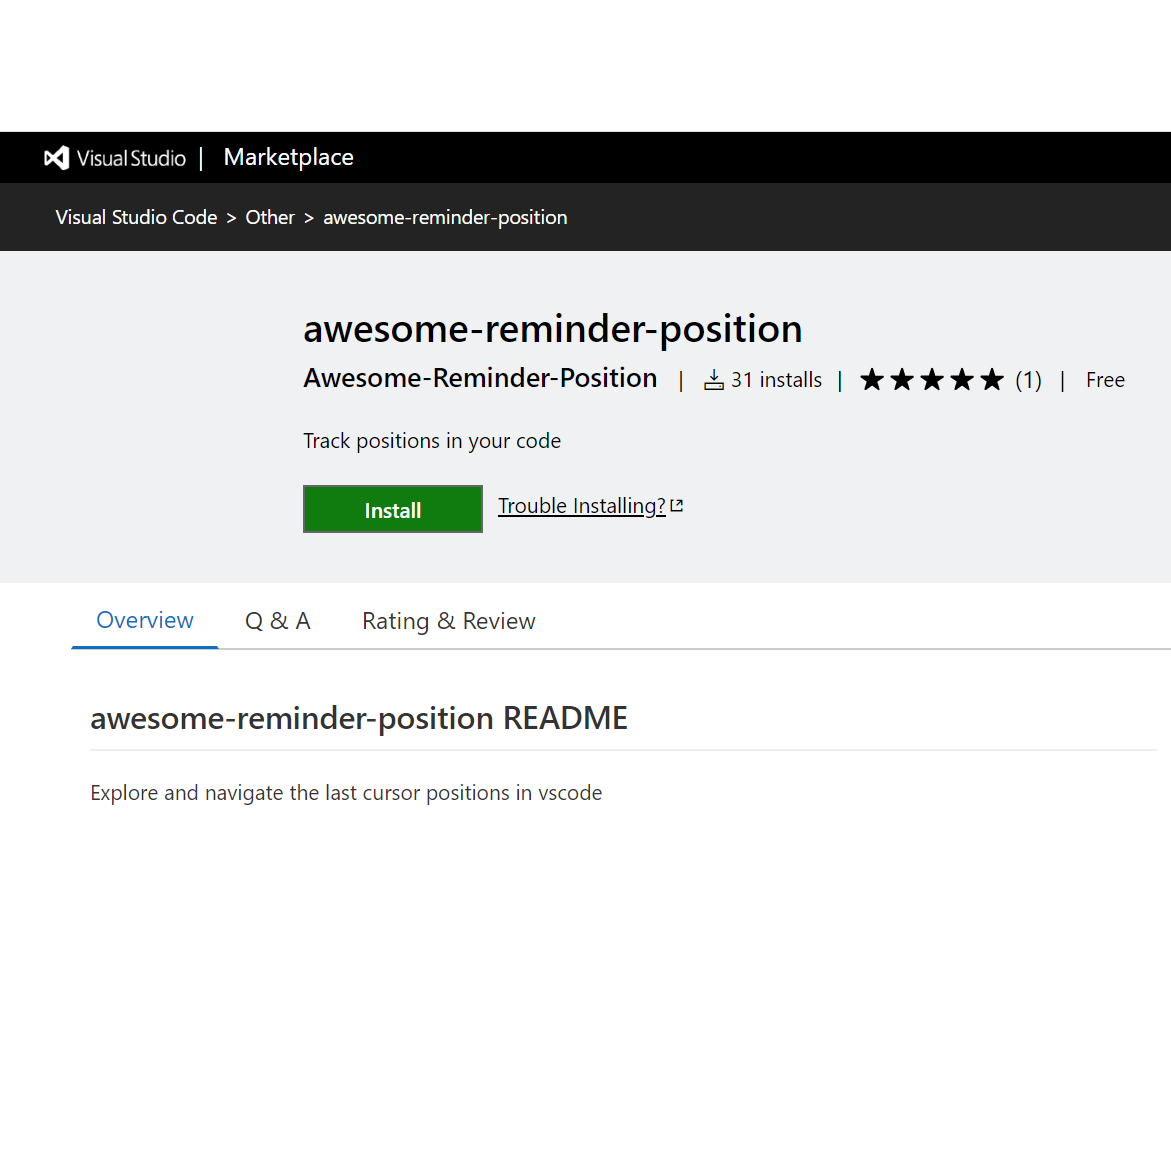 Visual Studio | Marketplace
Visual Studio Code > Other > awesome-reminder-position
awesome-reminder-position
Awesome-Reminder-Position | 31 installs | ★★★★★ (1) | Free
Track positions in your code
Install Trouble Installing?
Overview Q & A Rating & Review
awesome-reminder-position README
Explore and navigate the last cursor positions in vscode